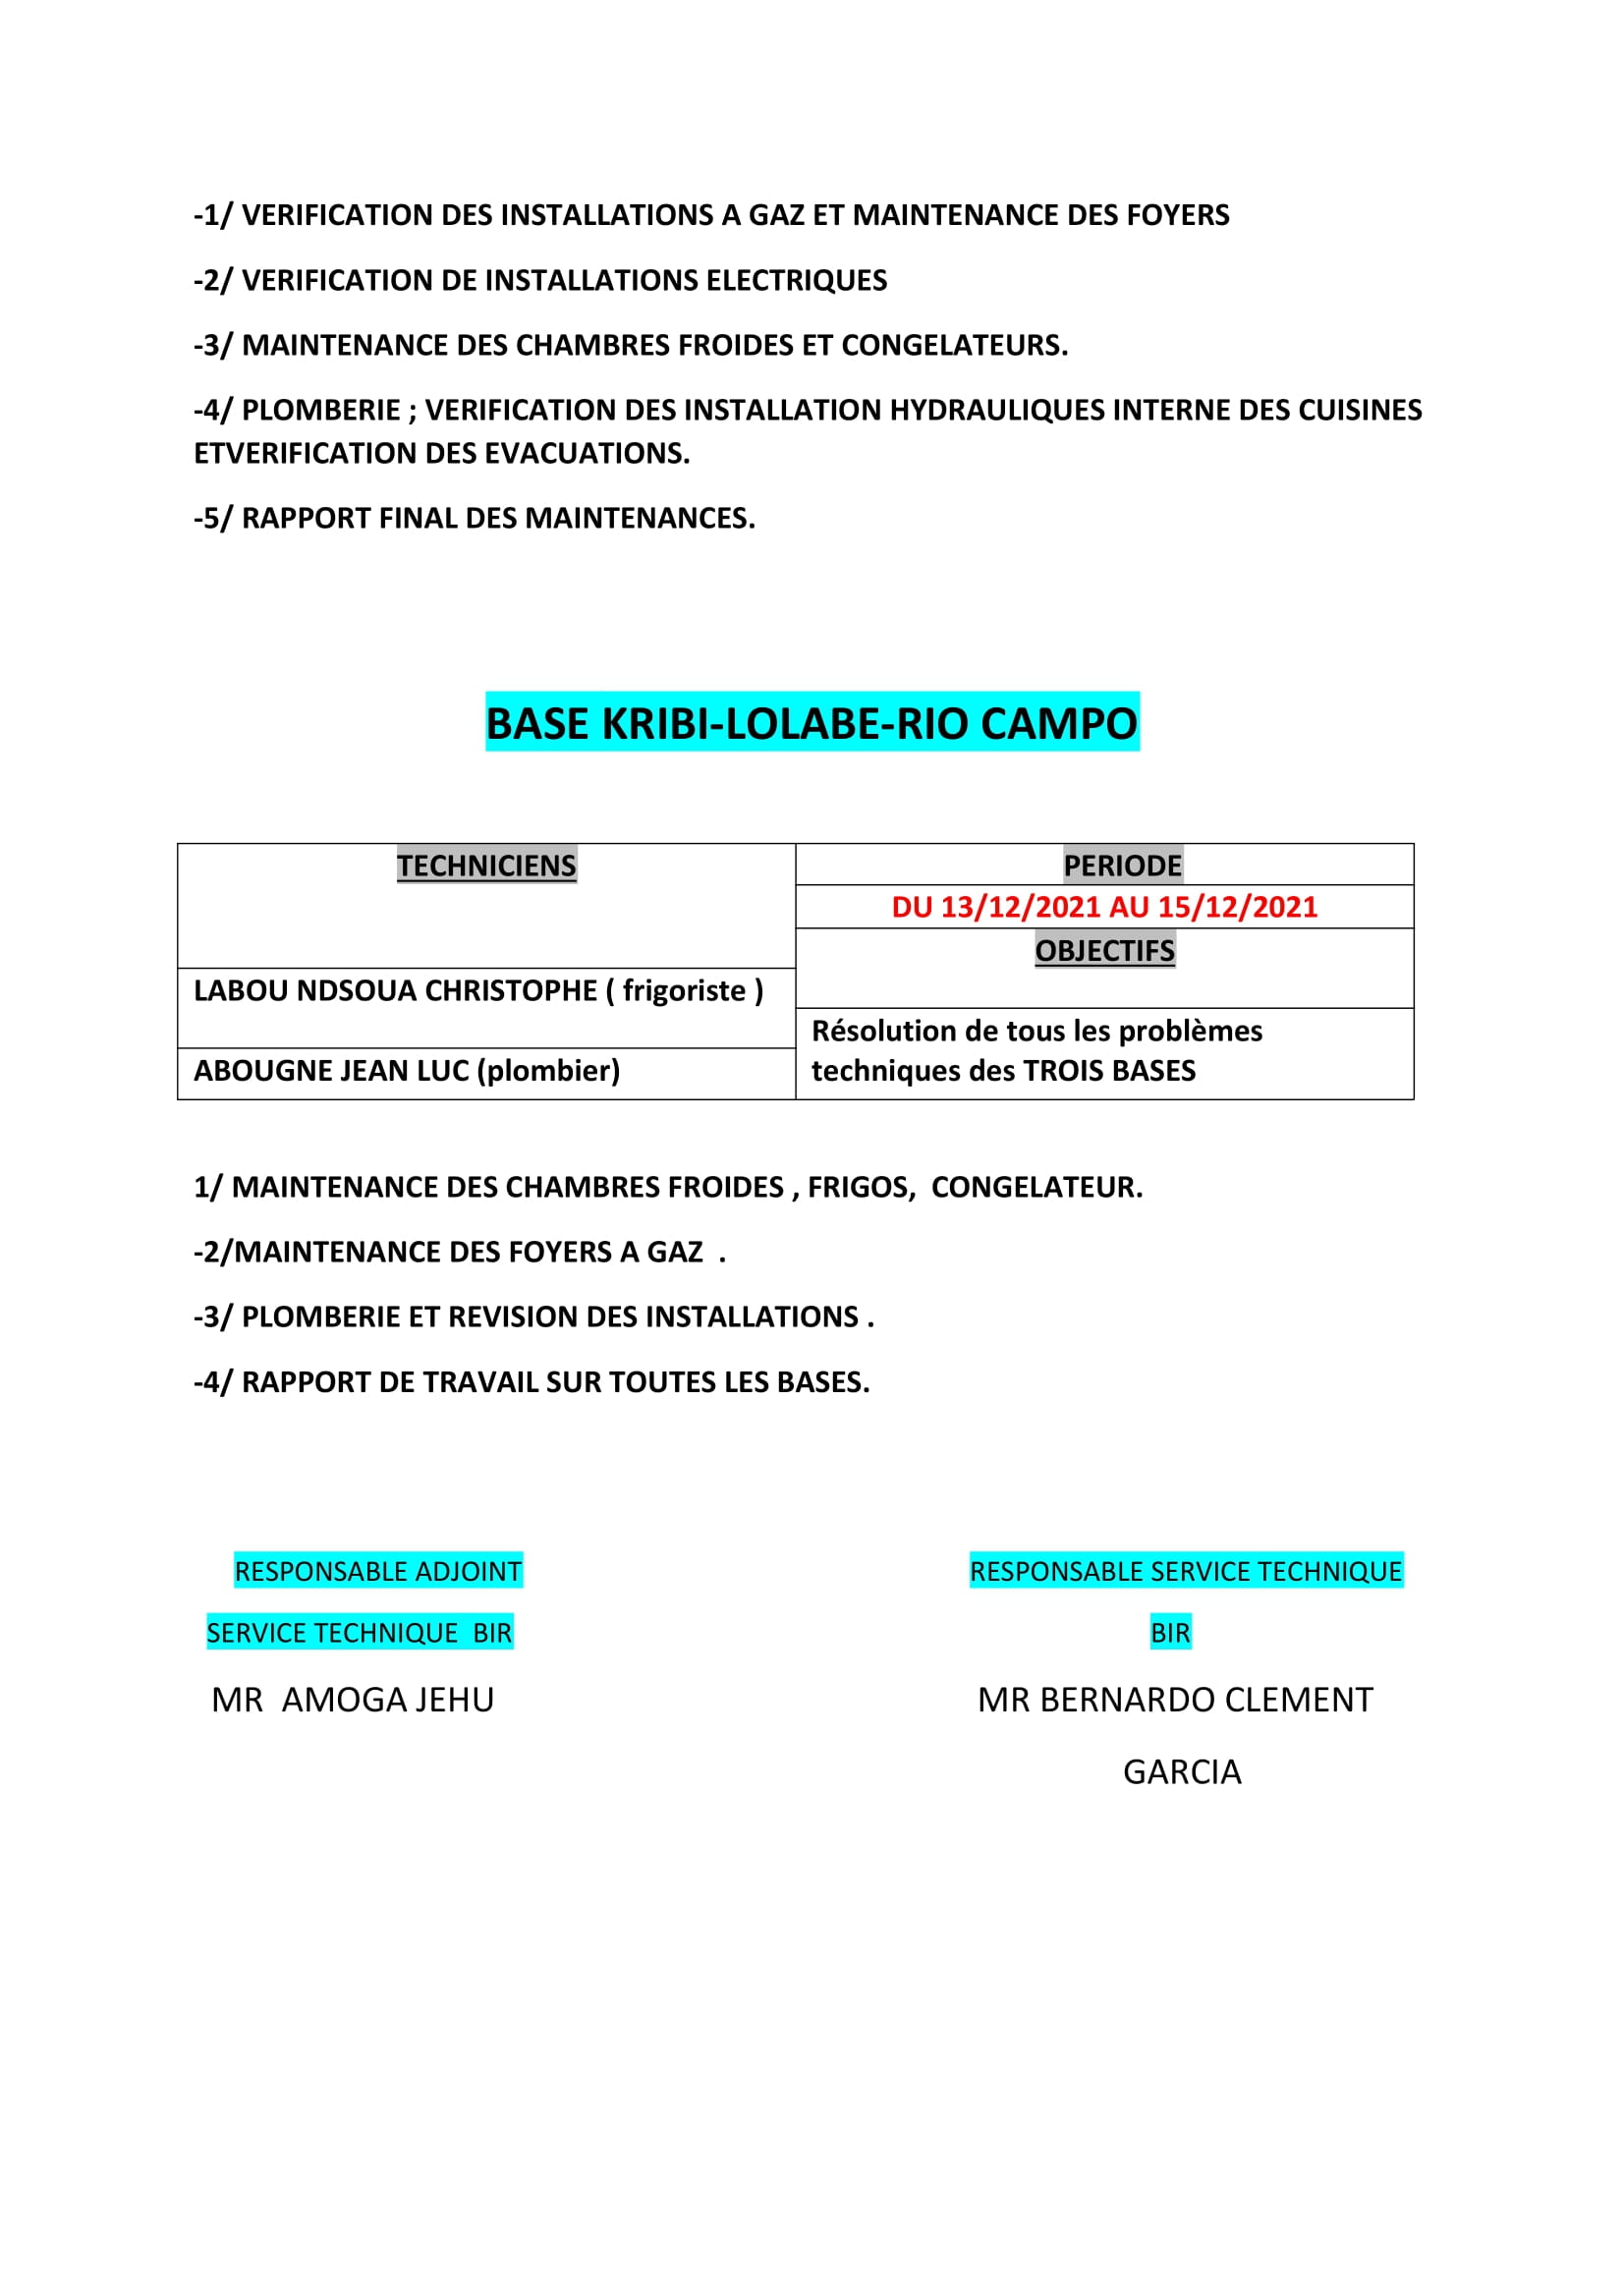 -1/ VERIFICATION DES INSTALLATIONS A GAZ ET MAINTENANCE DES FOYERS
-2/ VERIFICATION DE INSTALLATIONS ELECTRIQUES
-3/ MAINTENANCE DES CHAMBRES FROIDES ET CONGELATEURS.
-4/ PLOMBERIE ; VERIFICATION DES INSTALLATION HYDRAULIQUES INTERNE DES CUISINES
ETVERIFICATION DES EVACUATIONS.
-5/ RAPPORT FINAL DES MAINTENANCES.
BASE KRIBI-LOLABE-RIO CAMPO
TECHNICIENS
PERIODE
DU 13/12/2021 AU 15/12/2021
OBJECTIFS
LABOU NDSOUA CHRISTOPHE ( frigoriste )
Résolution de tous les problèmes
techniques des TROIS BASES
ABOUGNE JEAN LUC (plombier)
1/ MAINTENANCE DES CHAMBRES FROIDES , FRIGOS,  CONGELATEUR.
-2/MAINTENANCE DES FOYERS A GAZ  .
-3/ PLOMBERIE ET REVISION DES INSTALLATIONS .
-4/ RAPPORT DE TRAVAIL SUR TOUTES LES BASES.
RESPONSABLE ADJOINT
RESPONSABLE SERVICE TECHNIQUE
SERVICE TECHNIQUE  BIR
BIR
MR  AMOGA JEHU
MR BERNARDO CLEMENT
GARCIA